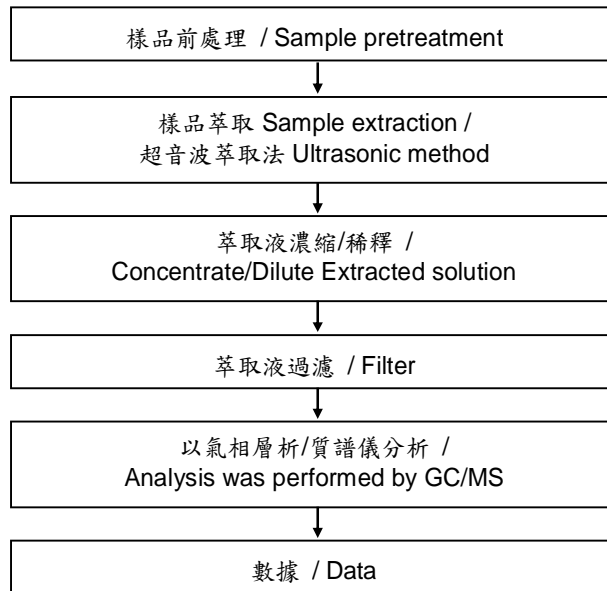 樣品前處理 / Sample pretreatment
樣品萃取 Sample extraction /
超音波萃取法 Ultrasonic method
萃取液濃縮/稀釋 /
Concentrate/Dilute Extracted solution
萃取液過濾 / Filter
以氣相層析/質譜儀分析 /
Analysis was performed by GC/MS
數據 / Data